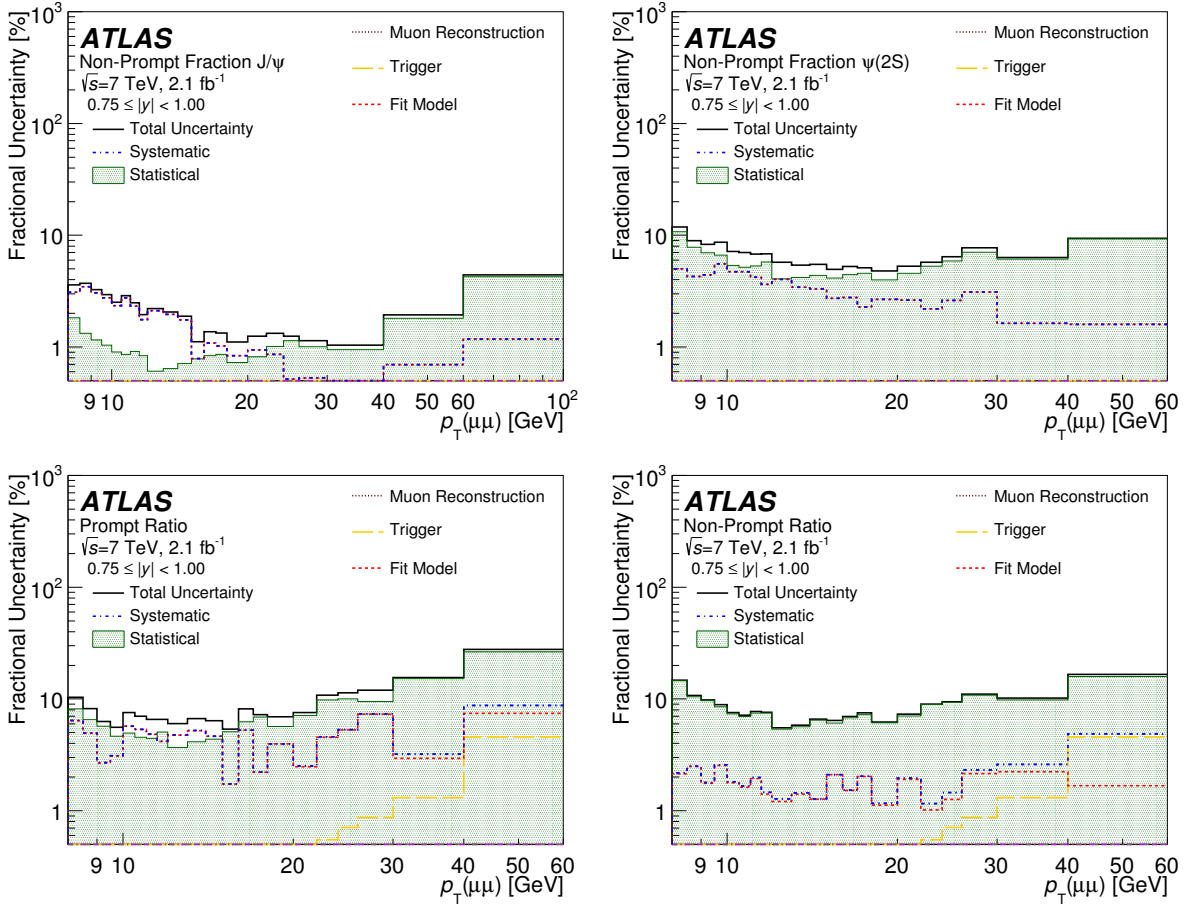 Fractional Uncertainty [%]
10³
10²
10
1
ATLAS
Non-Prompt Fraction J/ψ
√s=7 TeV, 2.1 fb⁻¹
0.75 ≤ |y| < 1.00
Total Uncertainty
Systematic
Statistical
Muon Reconstruction
Trigger
Fit Model
9 10 20 30 40 50 60 10²
p_T(μμ) [GeV]
Fractional Uncertainty [%]
10³
10²
10
1
ATLAS
Non-Prompt Fraction ψ(2S)
√s=7 TeV, 2.1 fb⁻¹
0.75 ≤ |y| < 1.00
Total Uncertainty
Systematic
Statistical
Muon Reconstruction
Trigger
Fit Model
9 10 20 30 40 50 60
p_T(μμ) [GeV]
Fractional Uncertainty [%]
10³
10²
10
1
ATLAS
Prompt Ratio
√s=7 TeV, 2.1 fb⁻¹
0.75 ≤ |y| < 1.00
Total Uncertainty
Systematic
Statistical
Muon Reconstruction
Trigger
Fit Model
9 10 20 30 40 50 60
p_T(μμ) [GeV]
Fractional Uncertainty [%]
10³
10²
10
1
ATLAS
Non-Prompt Ratio
√s=7 TeV, 2.1 fb⁻¹
0.75 ≤ |y| < 1.00
Total Uncertainty
Systematic
Statistical
Muon Reconstruction
Trigger
Fit Model
9 10 20 30 40 50 60
p_T(μμ) [GeV]